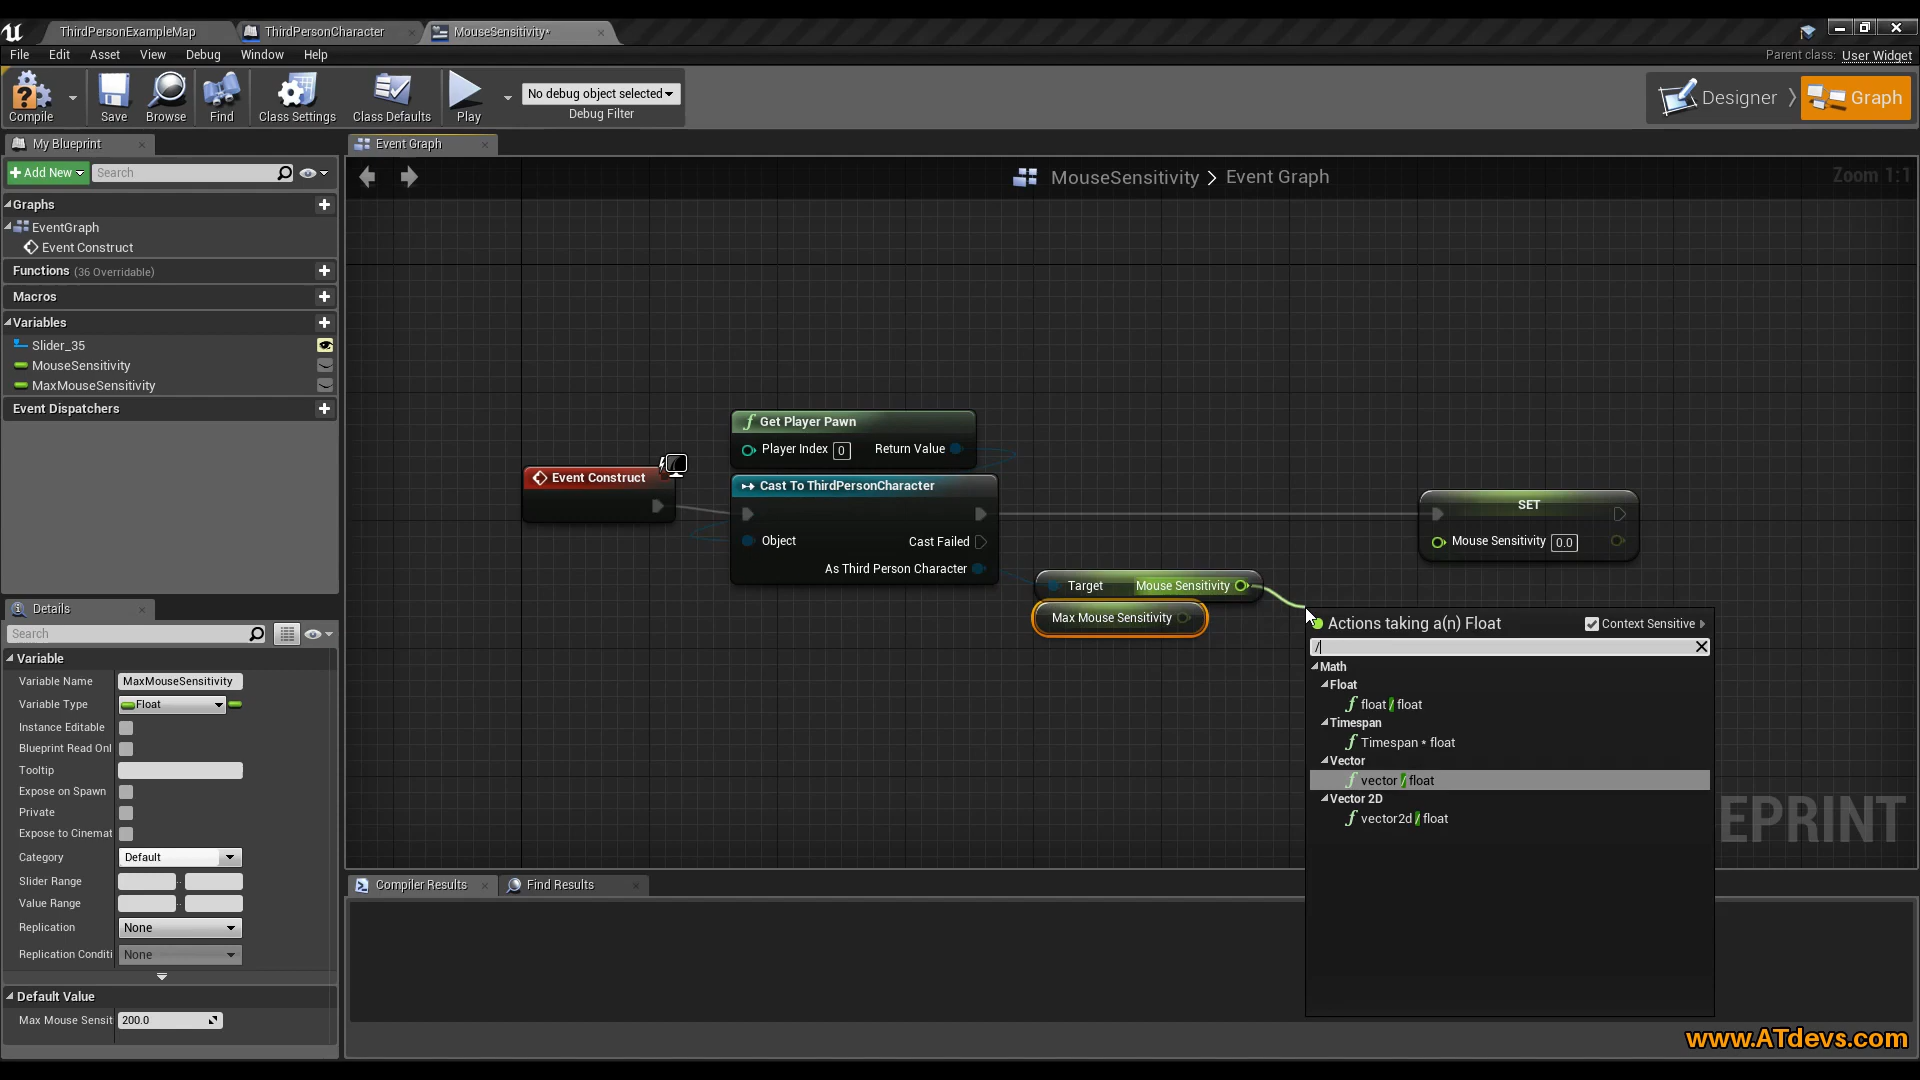 ThirdPersonExampleMap
ThirdPersonCharacter
MouseSensitivity*
File Edit Asset View Debug Window Help
Parent class: User Widget
Compile
Save
Browse
Find
Class Settings
Class Defaults
Play
No debug object selected
Debug Filter
Designer
Graph
My Blueprint
Add New
Search
Graphs
EventGraph
Event Construct
Functions (36 Overridable)
Macros
Variables
Slider_35
MouseSensitivity
MaxMouseSensitivity
Event Dispatchers
Details
Search
Variable
Variable Name MaxMouseSensitivity
Variable Type Float
Instance Editable
Blueprint Read Onl
Tooltip
Expose on Spawn
Private
Expose to Cinemat
Category Default
Slider Range
Value Range
Replication None
Replication Conditi None
Default Value
Max Mouse Sensit 200.0
Event Graph
MouseSensitivity > Event Graph
Zoom 1:1
Get Player Pawn
Player Index 0 Return Value
Event Construct
Cast To ThirdPersonCharacter
Object
Cast Failed
As Third Person Character
Target Mouse Sensitivity
Max Mouse Sensitivity
SET
Mouse Sensitivity 0.0
Actions taking a(n) Float
Context Sensitive
/
Math
Float
float / float
Timespan
Timespan * float
Vector
vector / float
Vector 2D
vector2d / float
EPRINT
Compiler Results
Find Results
www.ATdevs.com